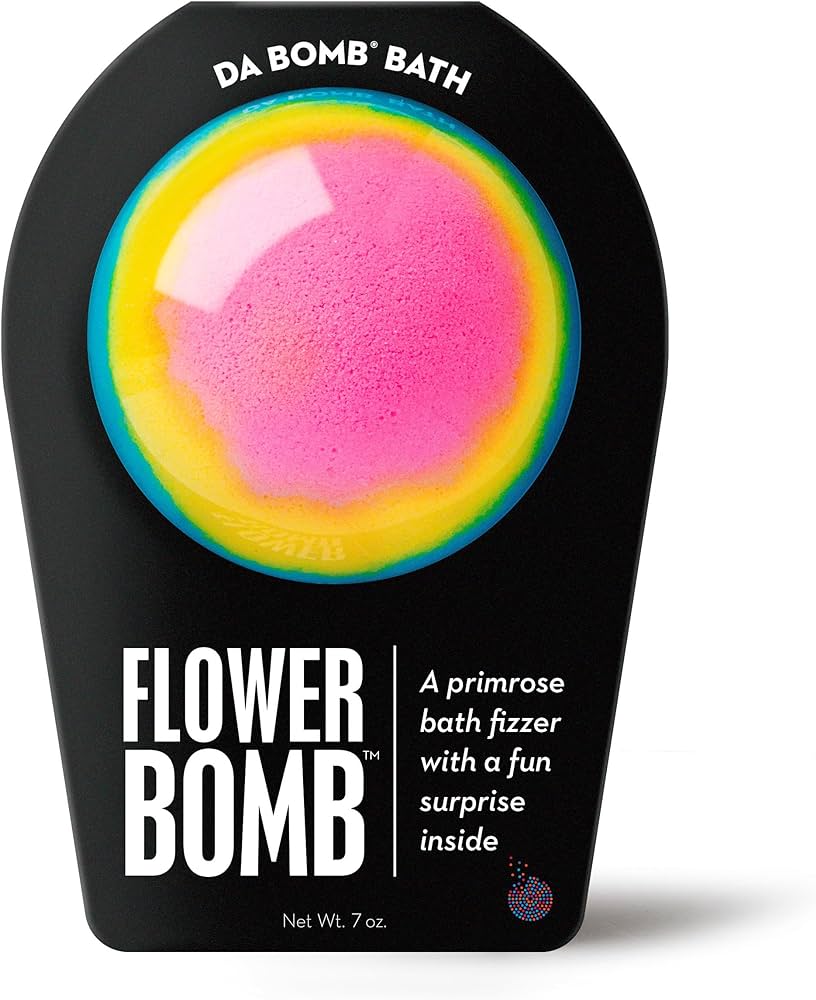 DA BOMB® BATH
FLOWER
BOMB™
A primrose
bath fizzer
with a fun
surprise
inside
Net Wt. 7 oz.